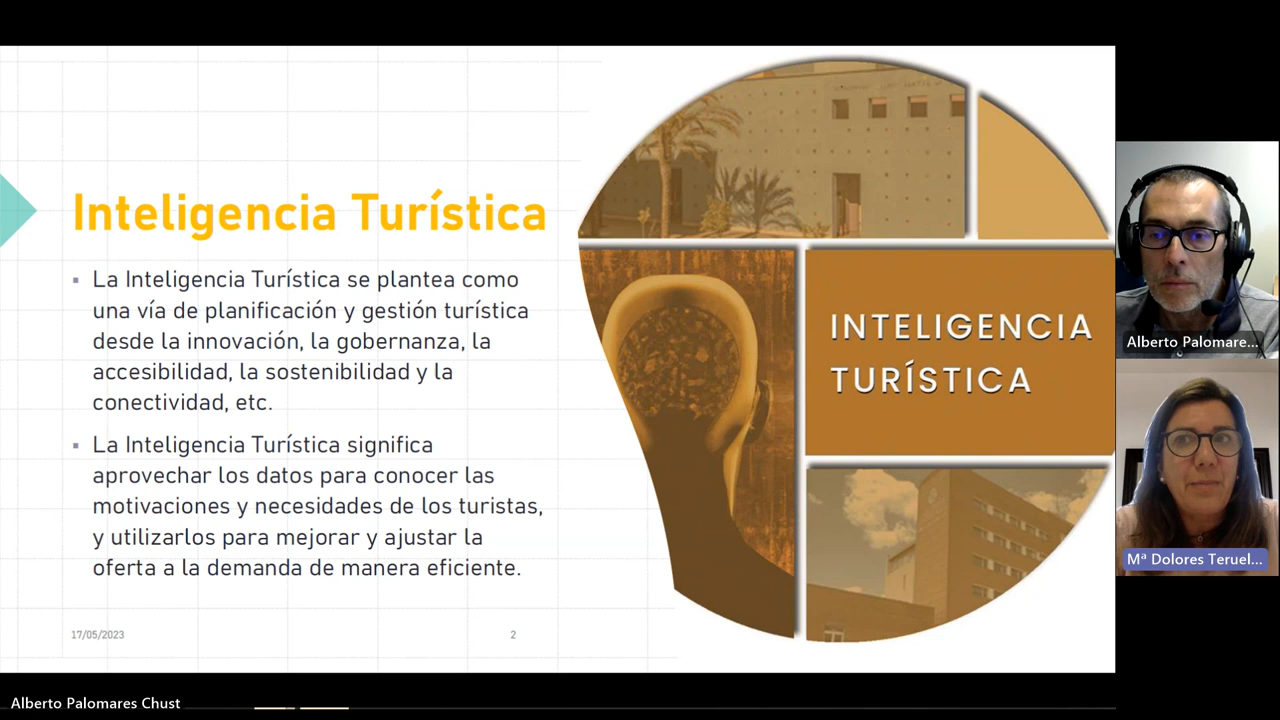 Inteligencia Turística
▪ La Inteligencia Turística se plantea como
una vía de planificación y gestión turística
desde la innovación, la gobernanza, la
accesibilidad, la sostenibilidad y la
conectividad, etc.
▪ La Inteligencia Turística significa
aprovechar los datos para conocer las
motivaciones y necesidades de los turistas,
y utilizarlos para mejorar y ajustar la
oferta a la demanda de manera eficiente.
17/05/2023
2
INTELIGENCIA
TURÍSTICA
Alberto Palomare...
Mª Dolores Teruel...
Alberto Palomares Chust